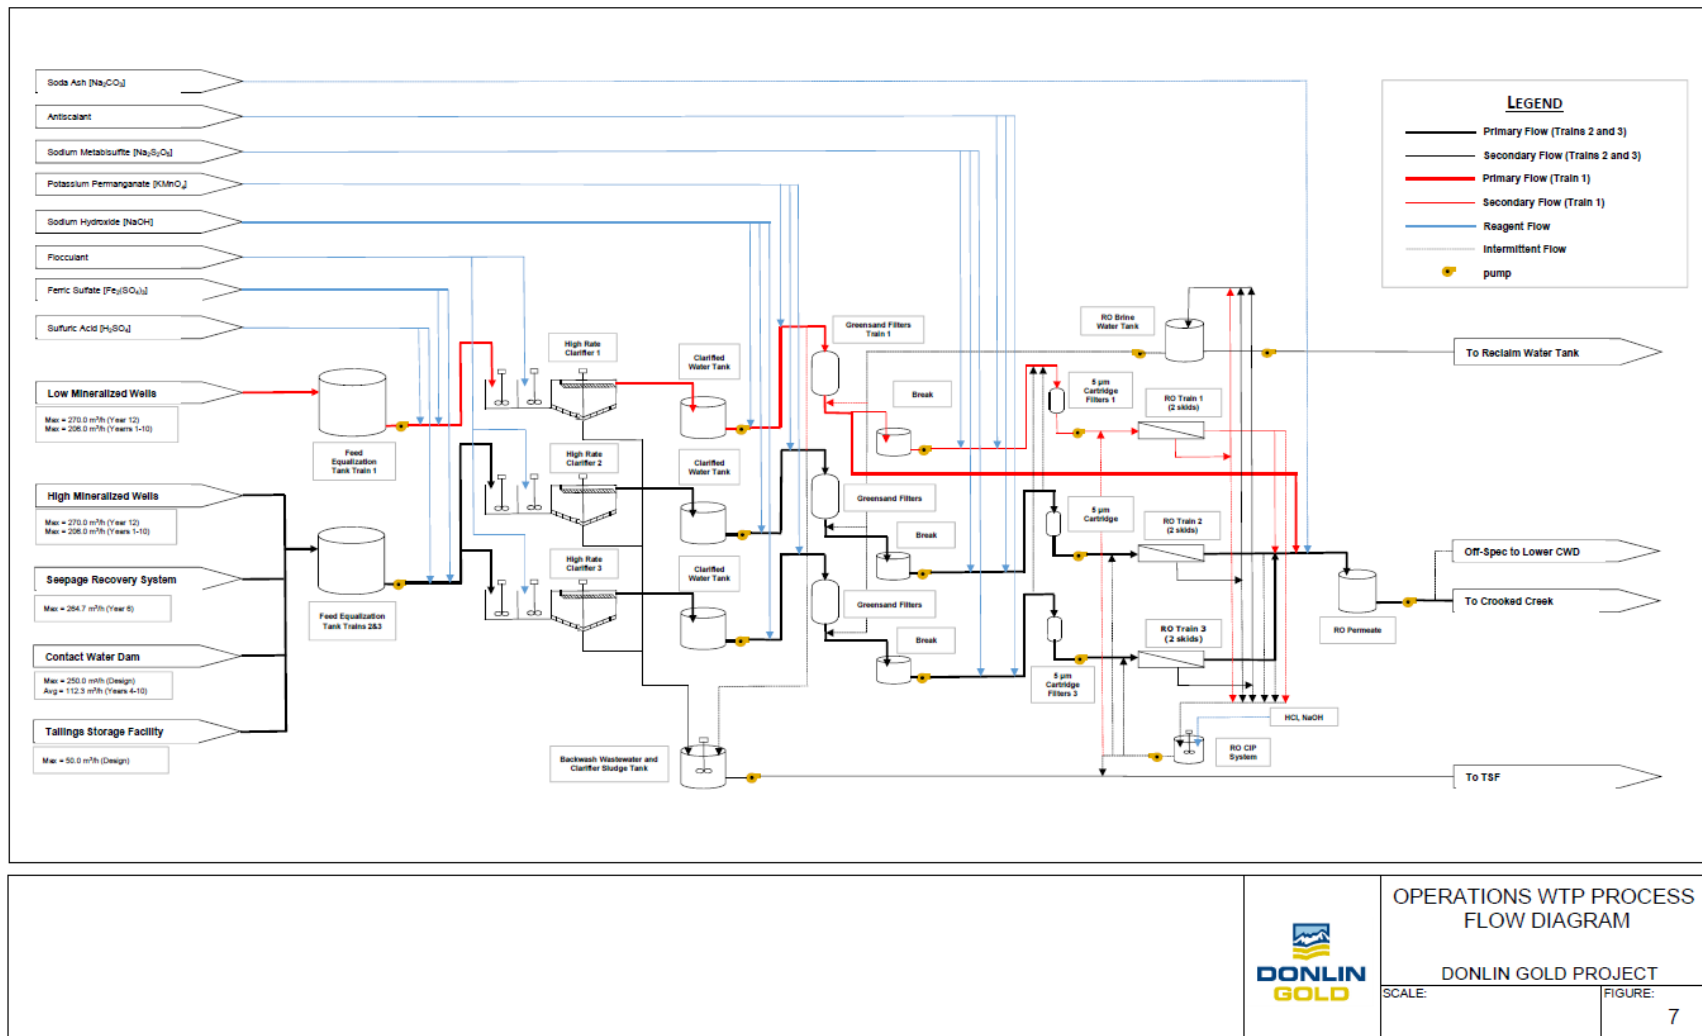 Soda Ash [Na₂CO₃]
Antiscalant
Sodium Metabisulfite [Na₂S₂O₅]
Potassium Permanganate [KMnO₄]
Sodium Hydroxide [NaOH]
Flocculant
Ferric Sulfate [Fe₂(SO₄)₃]
Sulfuric Acid [H₂SO₄]
Low Mineralized Wells
Max = 270.0 m³/h (Year 12)
Max = 206.0 m³/h (Years 1-10)
High Mineralized Wells
Max = 270.0 m³/h (Year 12)
Max = 206.0 m³/h (Years 1-10)
Seepage Recovery System
Max = 264.7 m³/h (Year 6)
Contact Water Dam
Max = 250.0 m³/h (Design)
Avg = 112.3 m³/h (Years 4-10)
Tailings Storage Facility
Max = 50.0 m³/h (Design)
Feed
Equalization
Tank Train 1
Feed Equalization
Tank Trains 2&3
High Rate
Clarifier 1
High Rate
Clarifier 2
High Rate
Clarifier 3
Clarified
Water Tank
Clarified
Water Tank
Clarified
Water Tank
Backwash Wastewater and
Clarifier Sludge Tank
Greensand Filters
Train 1
Greensand Filters
Greensand Filters
Break
Break
Break
5 µm
Cartridge
Filters 1
5 µm
Cartridge
5 µm
Cartridge
Filters 3
RO Brine
Water Tank
RO Train 1
(2 skids)
RO Train 2
(2 skids)
RO Train 3
(2 skids)
HCl, NaOH
RO CIP
System
RO Permeate
LEGEND
Primary Flow (Trains 2 and 3)
Secondary Flow (Trains 2 and 3)
Primary Flow (Train 1)
Secondary Flow (Train 1)
Reagent Flow
Intermittent Flow
pump
To Reclaim Water Tank
Off-Spec to Lower CWD
To Crooked Creek
To TSF
DONLIN
GOLD
OPERATIONS WTP PROCESS
FLOW DIAGRAM
DONLIN GOLD PROJECT
SCALE:
FIGURE:
7